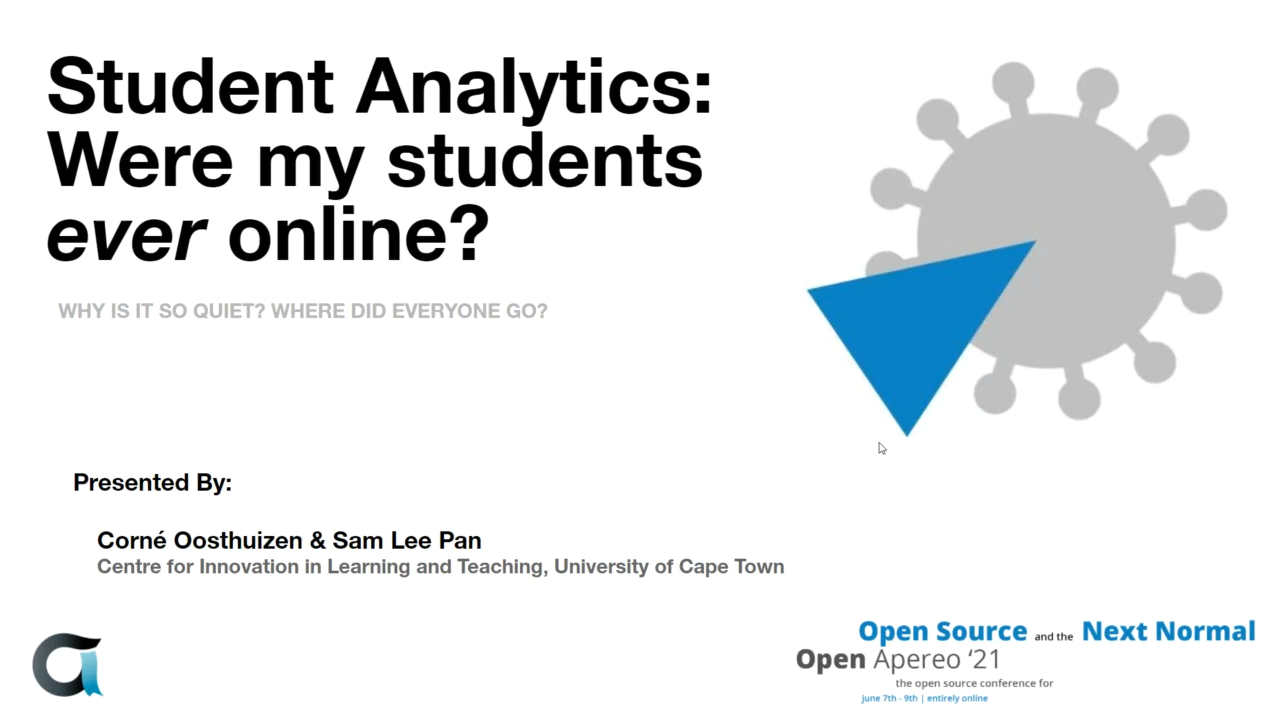 Student Analytics:
Were my students
ever online?
WHY IS IT SO QUIET? WHERE DID EVERYONE GO?
Presented By:
Corné Oosthuizen & Sam Lee Pan
Centre for Innovation in Learning and Teaching, University of Cape Town
Open Source and the Next Normal
Open Apereo ‘21
the open source conference for
june 7th - 9th | entirely online